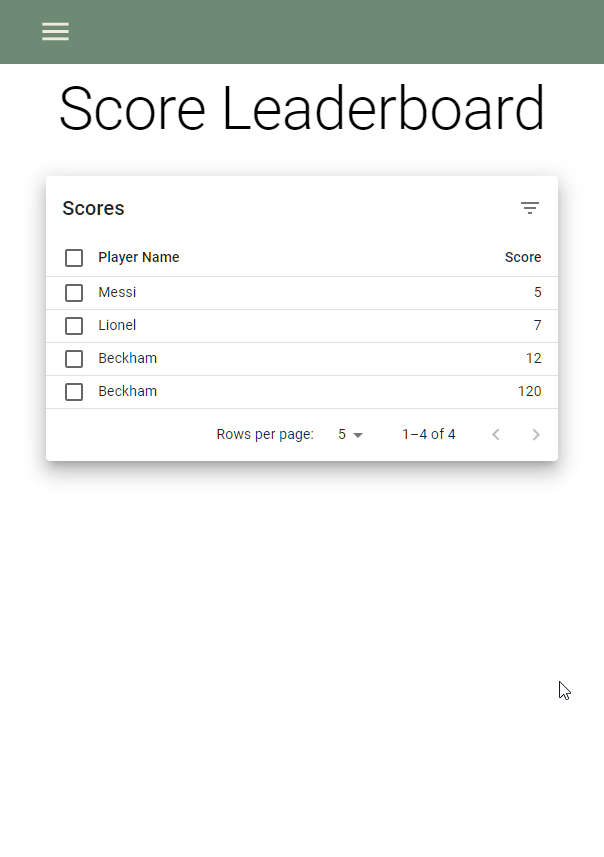 Score Leaderboard
Scores
Player Name Score
Messi 5
Lionel 7
Beckham 12
Beckham 120
Rows per page: 5 1–4 of 4